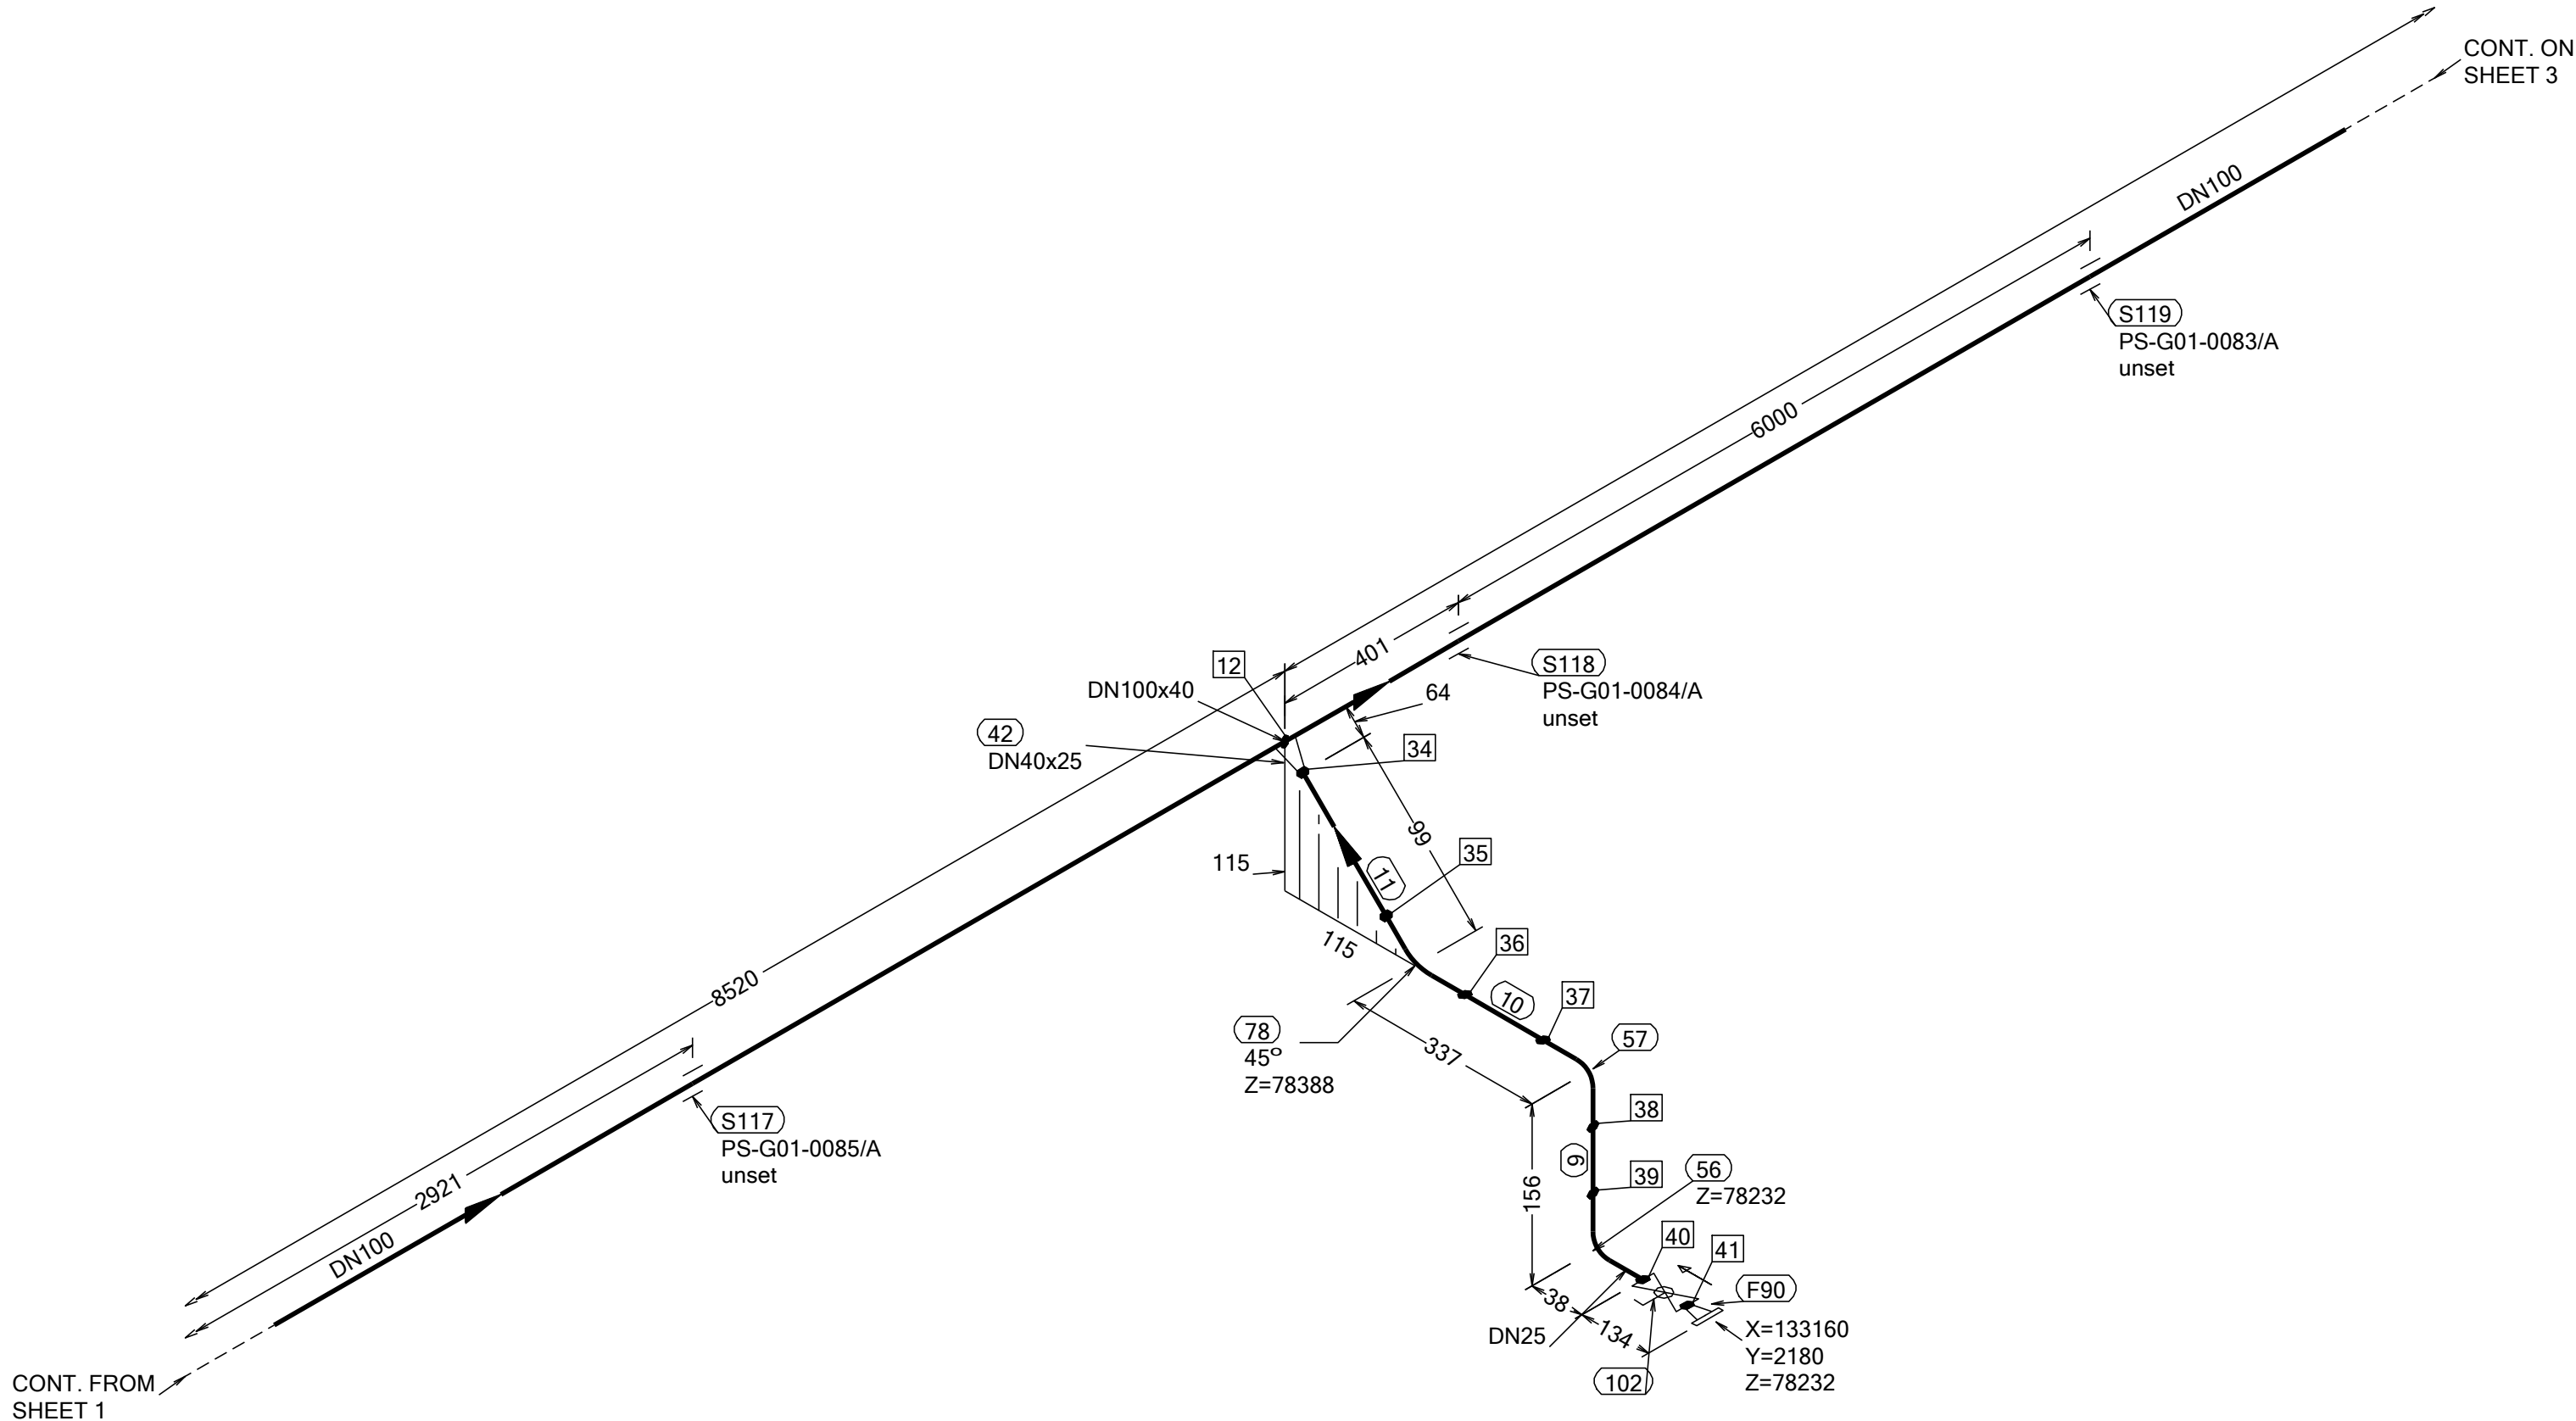 CONT. ON
SHEET 3
DN100
S119
PS-G01-0083/A
unset
6000
12
401
S118
PS-G01-0084/A
unset
DN100x40
64
42
DN40x25
34
99
115
11
35
115
36
8520
10
37
78
45°
Z=78388
337
57
38
S117
PS-G01-0085/A
unset
9
39
56
Z=78232
2921
156
40
41
DN100
38
F90
DN25
134
X=133160
Y=2180
Z=78232
102
CONT. FROM
SHEET 1